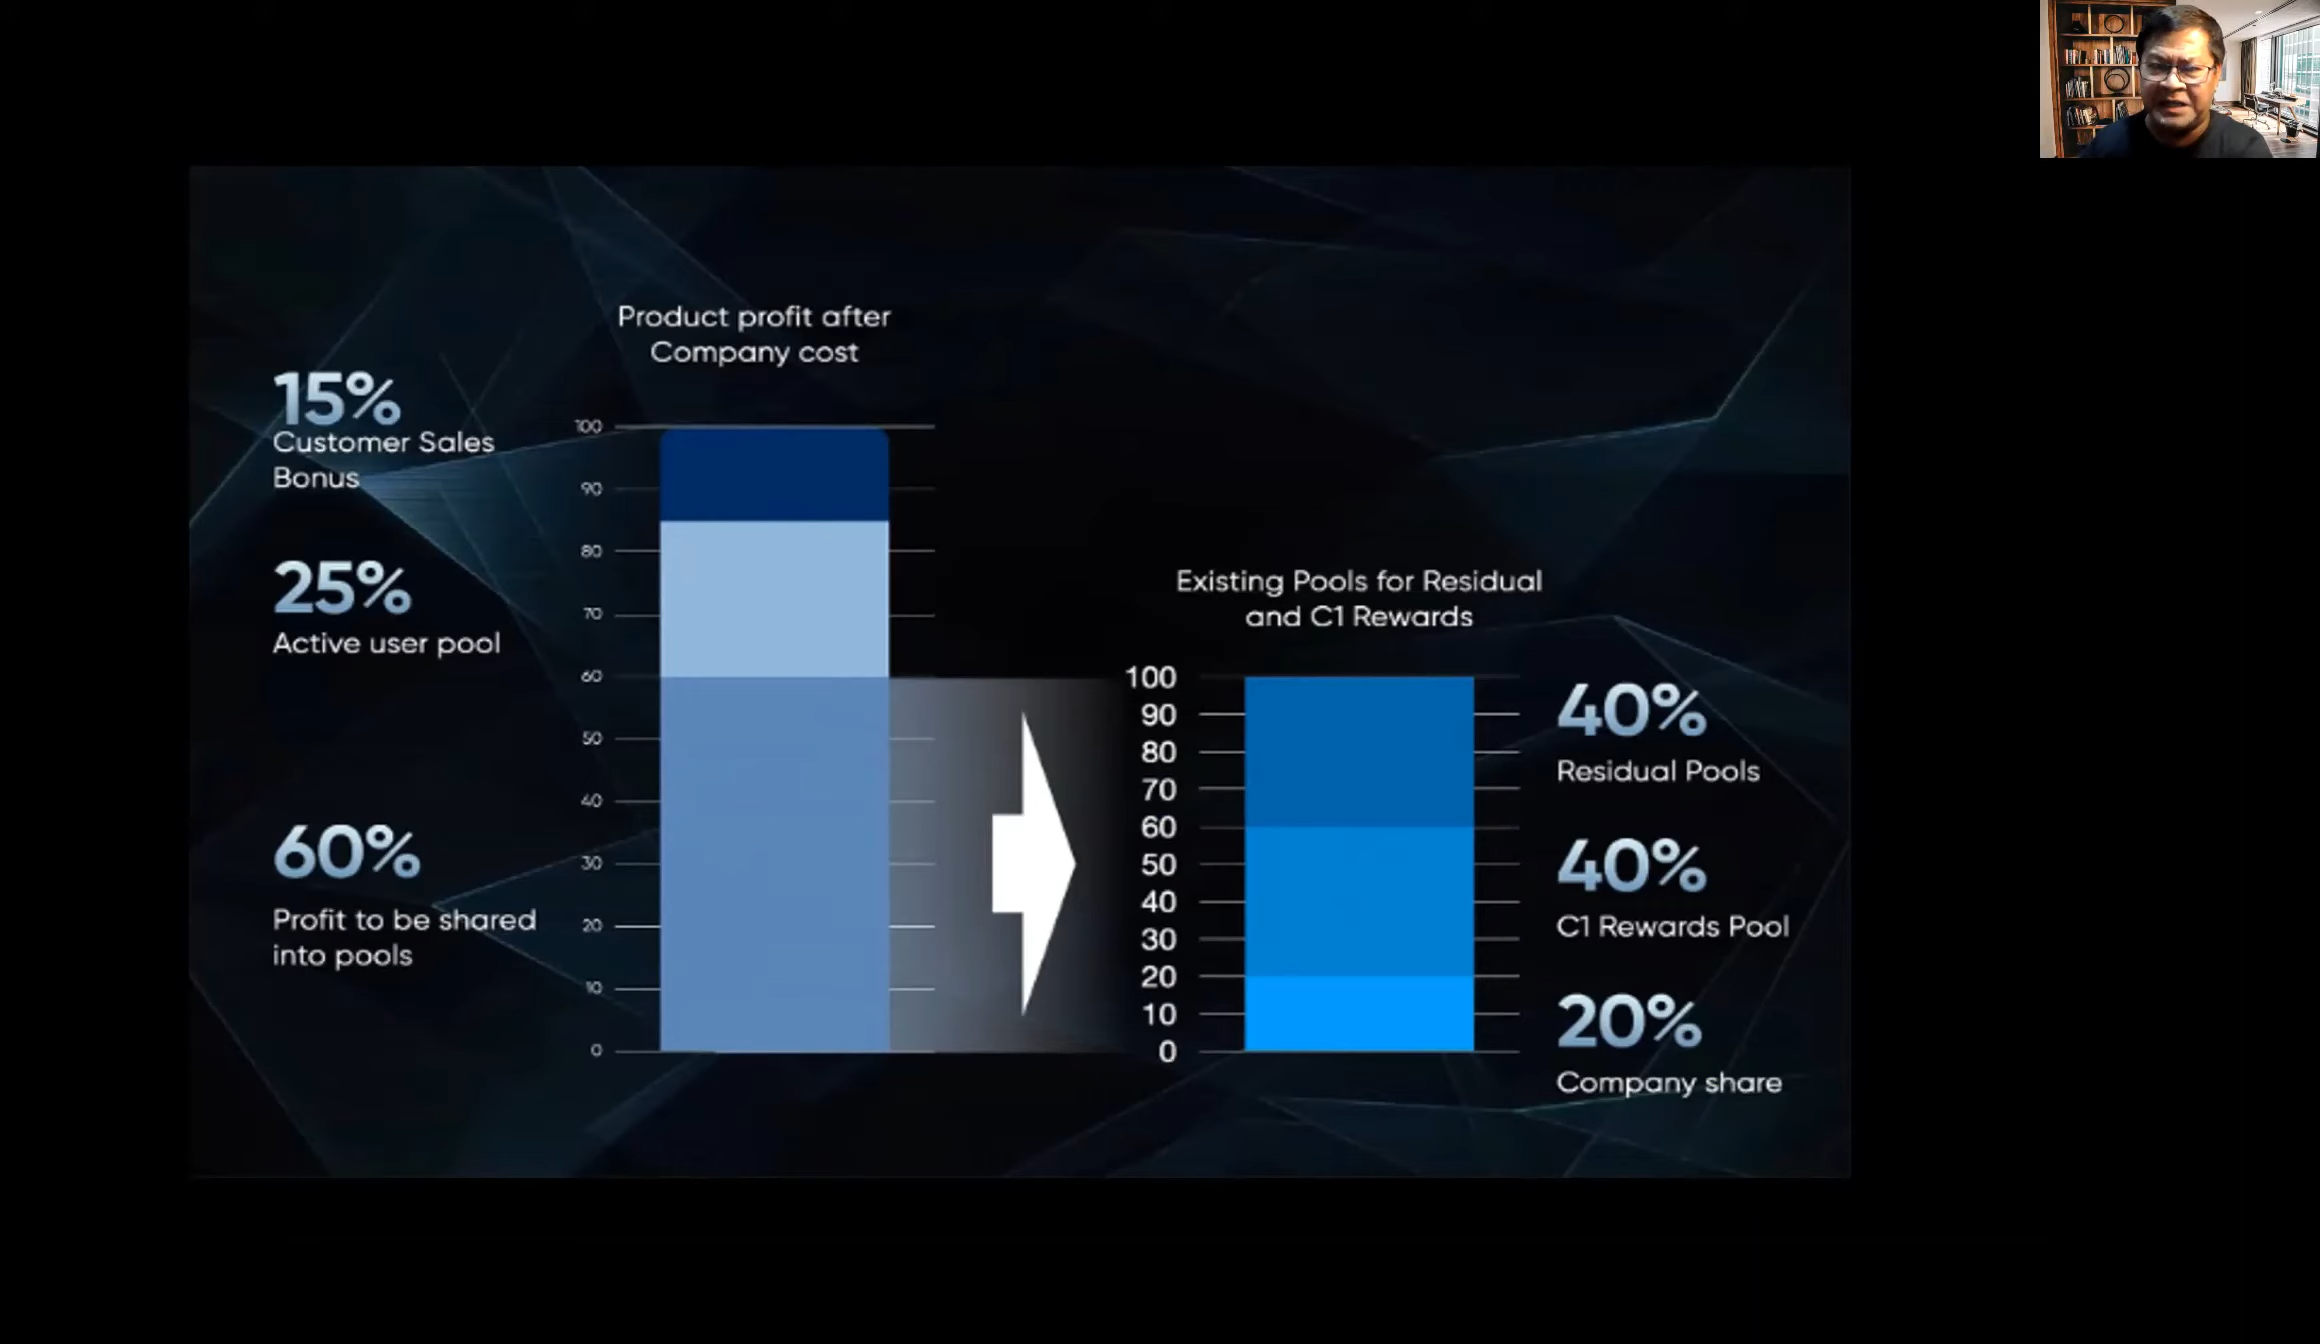 Product profit after
Company cost
15%
Customer Sales
Bonus
25%
Active user pool
60%
Profit to be shared
into pools
100
90
80
70
60
50
40
30
20
10
0
Existing Pools for Residual
and C1 Rewards
100
90
80
70
60
50
40
30
20
10
0
40%
Residual Pools
40%
C1 Rewards Pool
20%
Company share